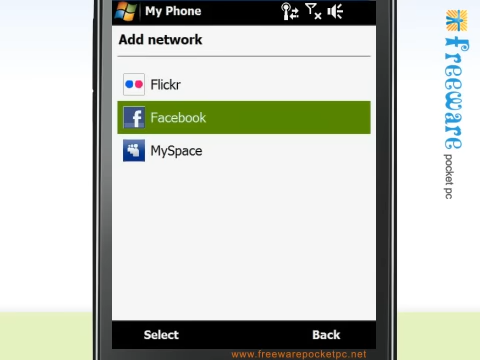 My Phone
Add network
Flickr
Facebook
MySpace
Select
Back
www.freewarepocketpc.net
freeware
pocket pc